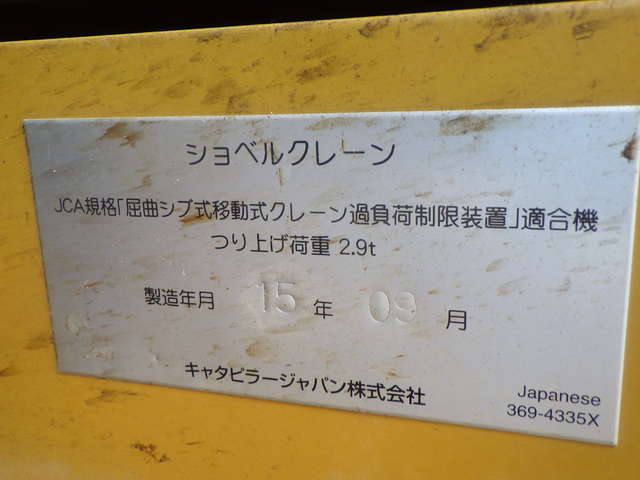 ショベルクレーン
JCA規格「屈曲ジブ式移動式クレーン過負荷制限装置」適合機
つり上げ荷重 2.9t
製造年月 15 年 09 月
キャタピラージャパン株式会社
Japanese
369-4335X